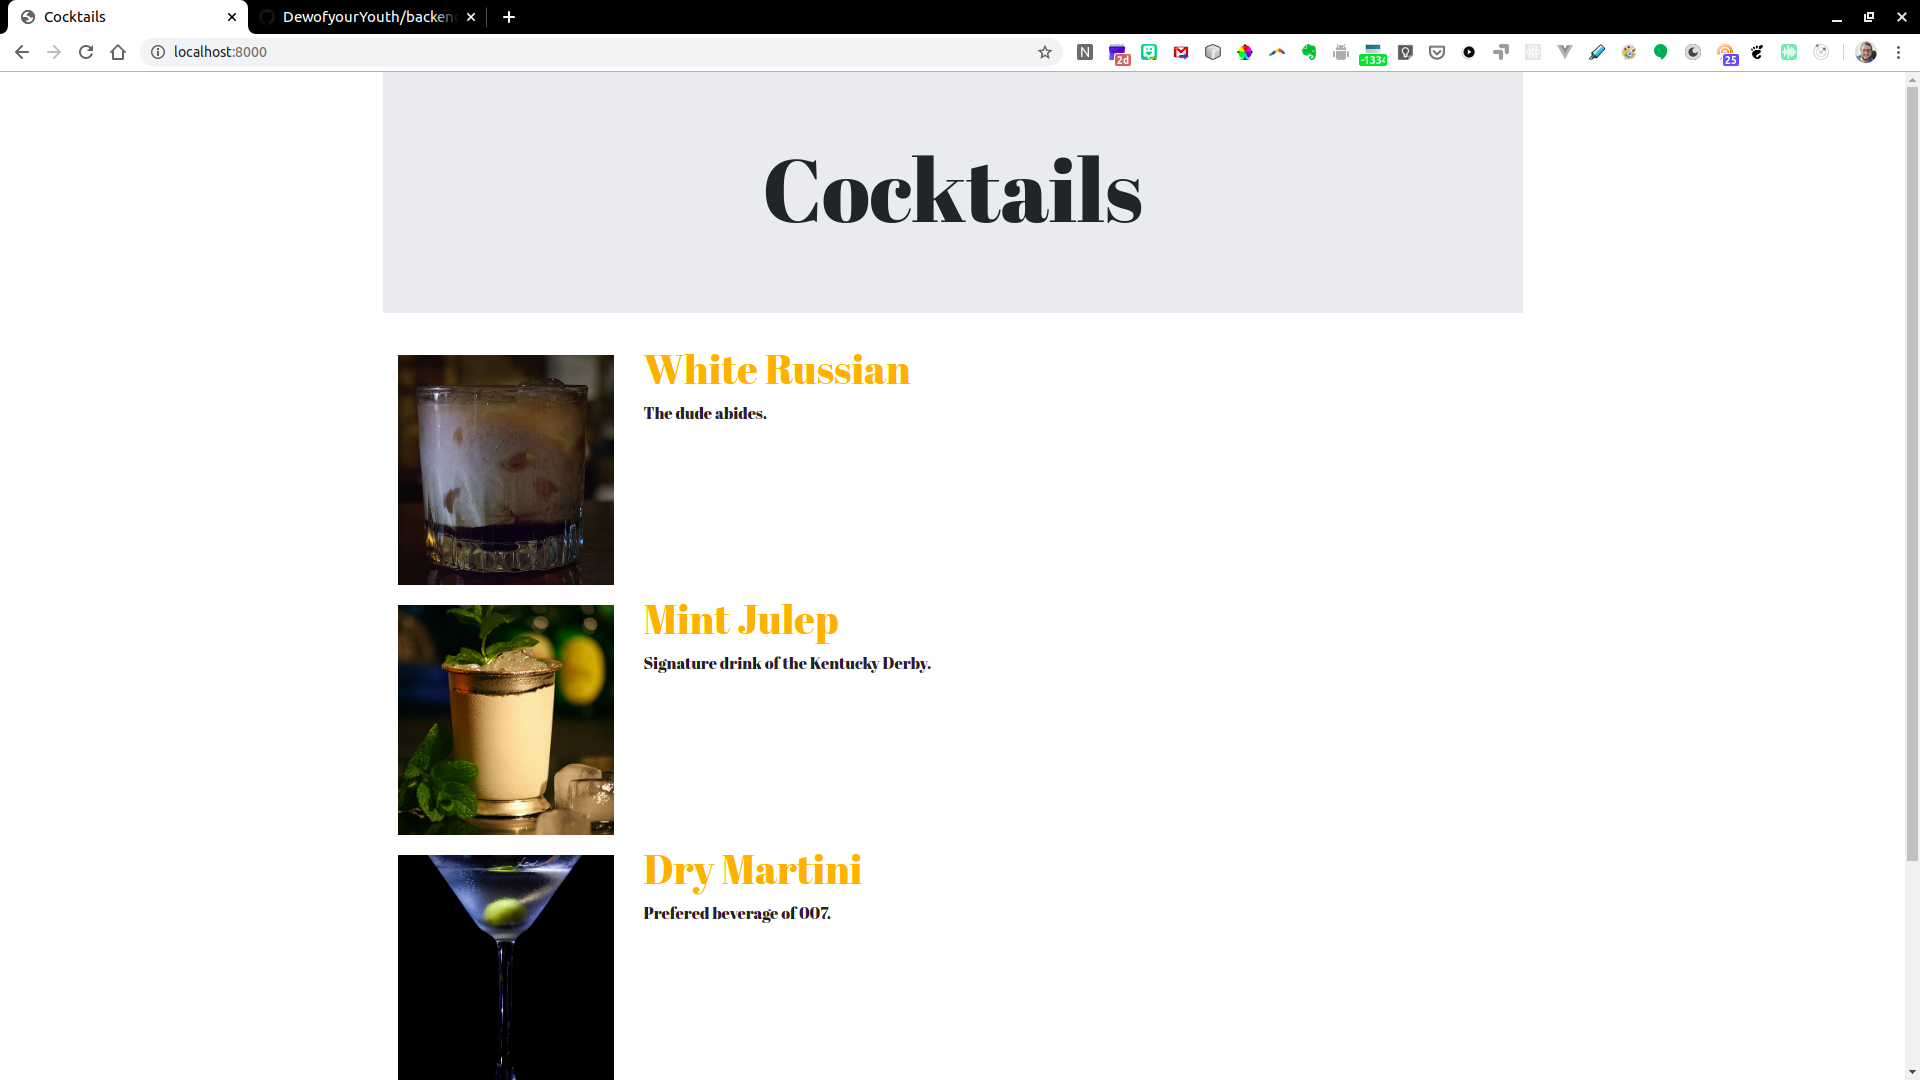 Cocktails
DewofyourYouth/backen
localhost:8000
N
2d
-1334
25
Cocktails
White Russian
The dude abides.
Mint Julep
Signature drink of the Kentucky Derby.
Dry Martini
Prefered beverage of 007.